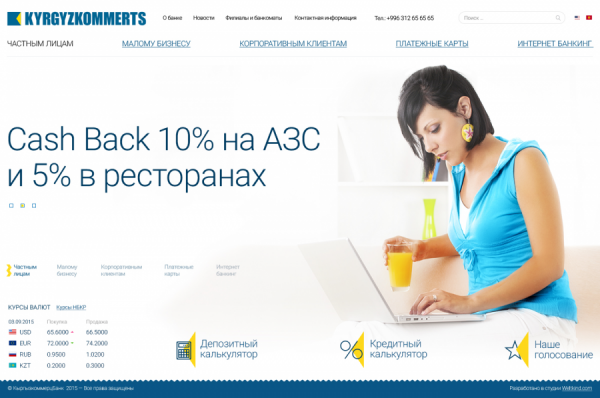 KYRGYZKOMMERTS
О банке Новости Филиалы и банкоматы Контактная информация Тел.: +996 312 65 65 65 Поиск...
ЧАСТНЫМ ЛИЦАМ МАЛОМУ БИЗНЕСУ КОРПОРАТИВНЫМ КЛИЕНТАМ ПЛАТЕЖНЫЕ КАРТЫ ИНТЕРНЕТ БАНКИНГ
Cash Back 10% на АЗС
и 5% в ресторанах
Частным Малому Корпоративным Платежные Интернет
лицам бизнесу клиентам карты банкинг
КУРСЫ ВАЛЮТ Курсы НБКР
03.09.2015 Покупка Продажа
USD 65.6000 66.5000
EUR 72.0000 74.2000
RUB 0.9500 1.0200
KZT 0.2050 0.3000
Депозитный
калькулятор
Кредитный
калькулятор
Наше
голосование
© КыргызкоммерцБанк 2015 – Все права защищены Разработано в студии Webkind.com